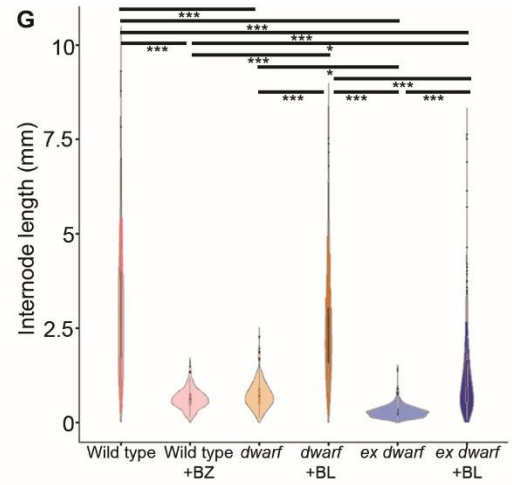 G
***
***
***
*
***
*
***
***
***
***
Internode length (mm)
10
7.5
5
2.5
0
Wild type
Wild type +BZ
dwarf
dwarf +BL
ex dwarf
ex dwarf +BL